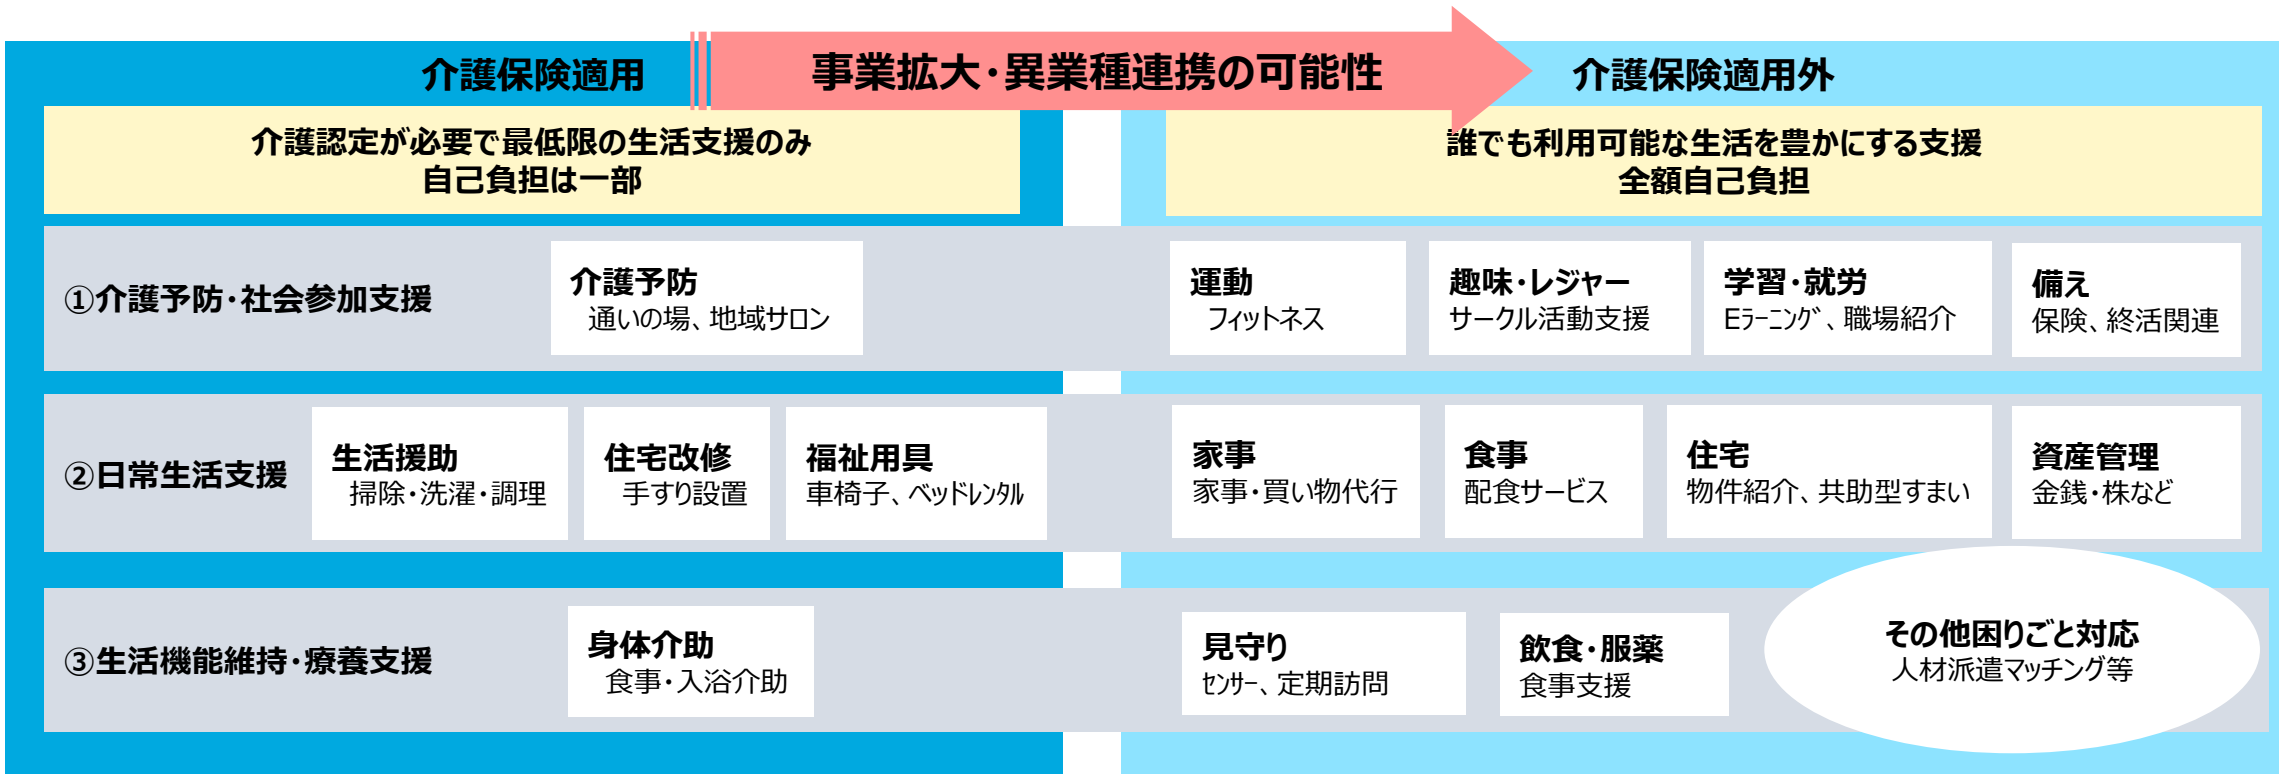 介護保険適用
事業拡大・異業種連携の可能性
介護保険適用外
介護認定が必要で最低限の生活支援のみ
自己負担は一部
誰でも利用可能な生活を豊かにする支援
全額自己負担
①介護予防・社会参加支援
介護予防
通いの場、地域サロン
運動
フィットネス
趣味・レジャー
サークル活動支援
学習・就労
Eﾗｰﾆﾝｸﾞ、職場紹介
備え
保険、終活関連
②日常生活支援
生活援助
掃除・洗濯・調理
住宅改修
手すり設置
福祉用具
車椅子、ベッドレンタル
家事
家事・買い物代行
食事
配食サービス
住宅
物件紹介、共助型すまい
資産管理
金銭・株など
③生活機能維持・療養支援
身体介助
食事・入浴介助
見守り
ｾﾝｻｰ、定期訪問
飲食・服薬
食事支援
その他困りごと対応
人材派遣マッチング等